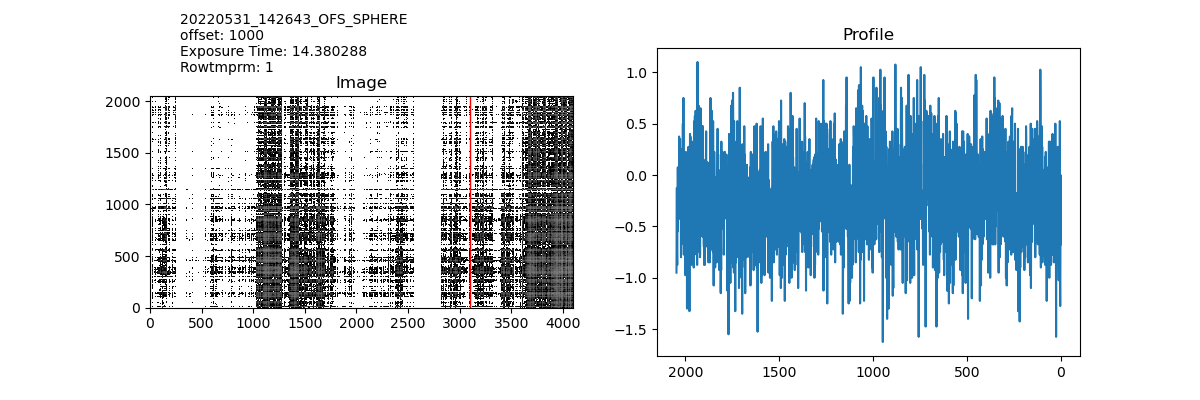 20220531_142643_OFS_SPHERE
offset: 1000
Exposure Time: 14.380288
Rowtmprm: 1
Image
2000
1500
1000
500
0
0 500 1000 1500 2000 2500 3000 3500 4000
Profile
1.0
0.5
0.0
−0.5
−1.0
−1.5
2000 1500 1000 500 0